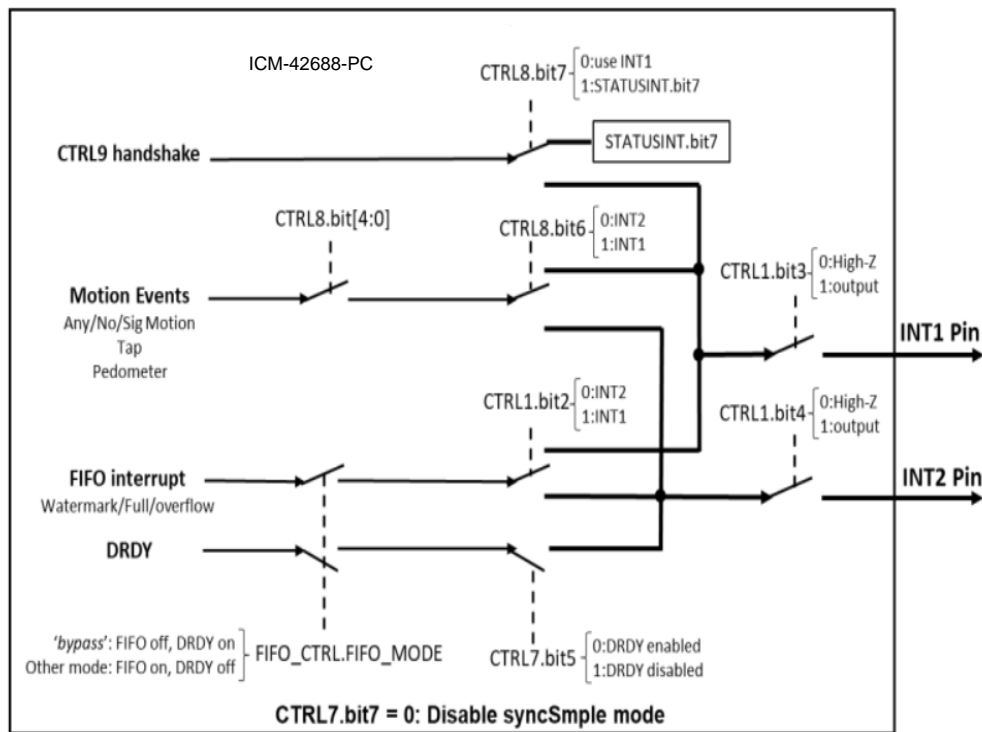 ICM-42688-PC
CTRL8.bit7
0:use INT1
1:STATUSINT.bit7
CTRL9 handshake
STATUSINT.bit7
CTRL8.bit[4:0]
CTRL8.bit6
0:INT2
1:INT1
CTRL1.bit3
0:High-Z
1:output
Motion Events
Any/No/Sig Motion
Tap
Pedometer
INT1 Pin
CTRL1.bit2
0:INT2
1:INT1
CTRL1.bit4
0:High-Z
1:output
FIFO interrupt
Watermark/Full/overflow
INT2 Pin
DRDY
'bypass': FIFO off, DRDY on
Other mode: FIFO on, DRDY off
FIFO_CTRL.FIFO_MODE
CTRL7.bit5
0:DRDY enabled
1:DRDY disabled
CTRL7.bit7 = 0: Disable syncSmple mode